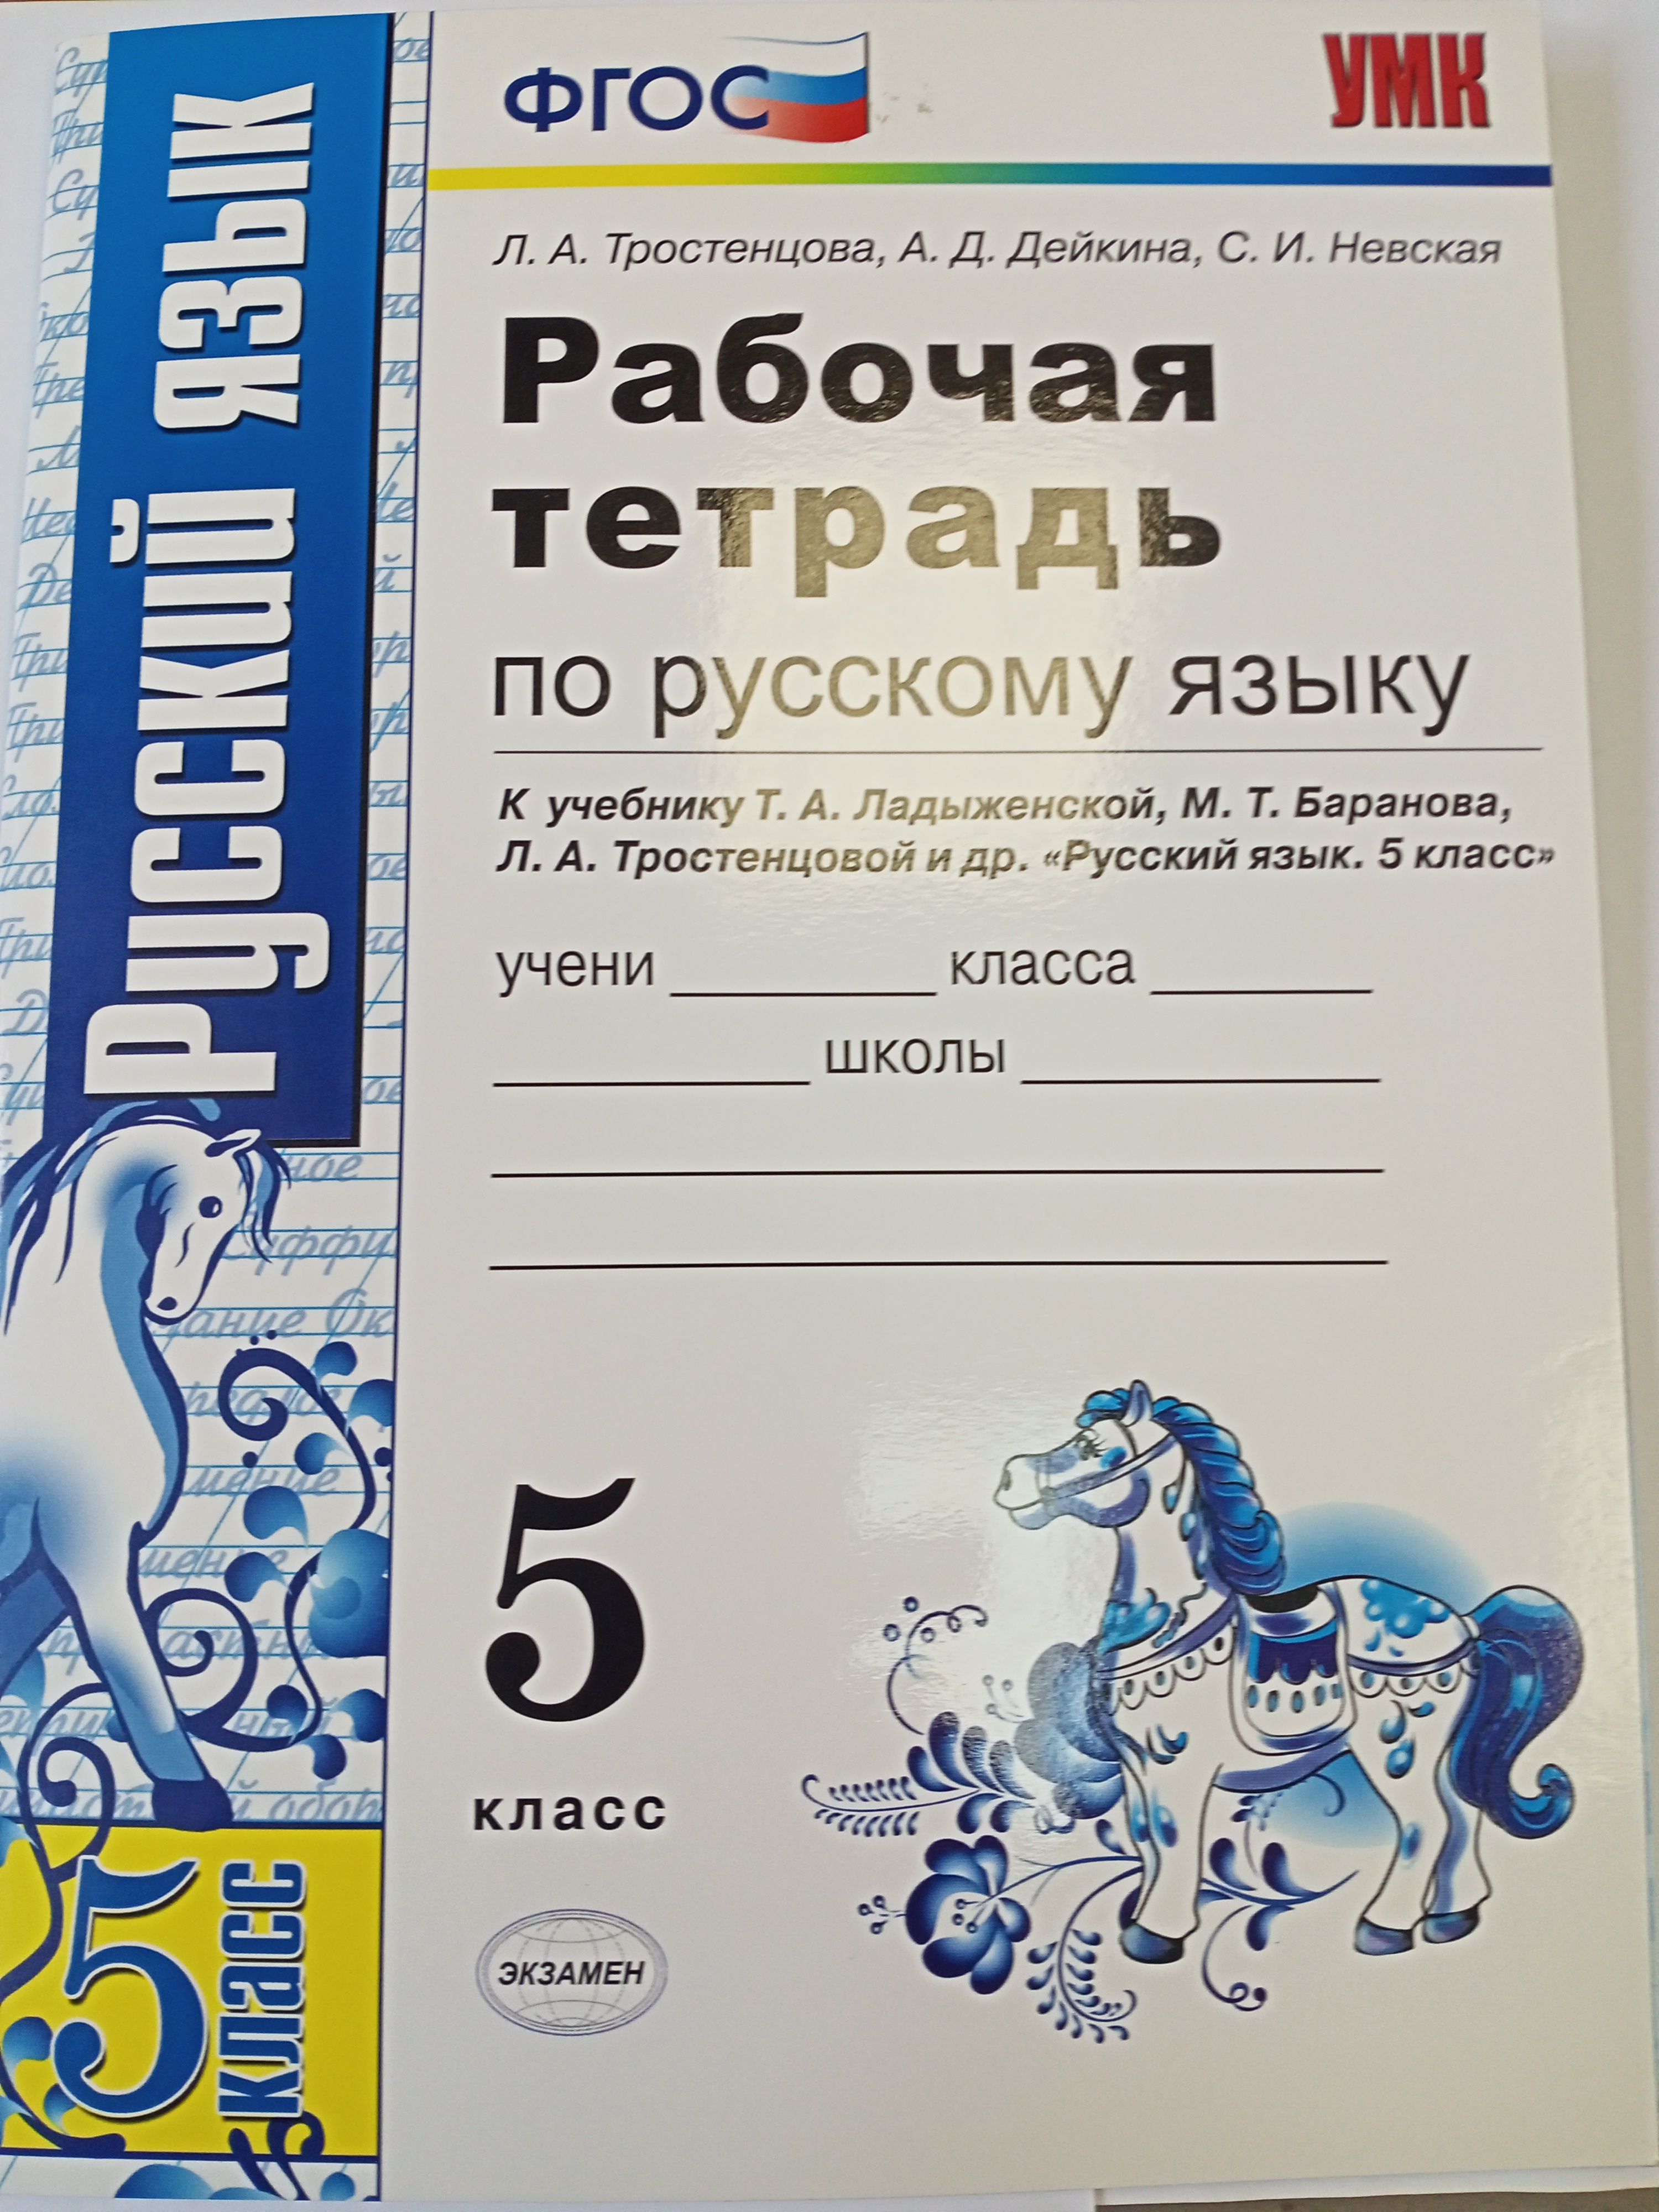 ФГОС
УМК
Л. А. Тростенцова, А. Д. Дейкина, С. И. Невская
Рабочая
тетрадь
по русскому языку
К учебнику Т. А. Ладыженской, М. Т. Баранова,
Л. А. Тростенцовой и др. «Русский язык. 5 класс»
учени класса
школы
5
класс
ЭКЗАМЕН
Русский язык
5
класс